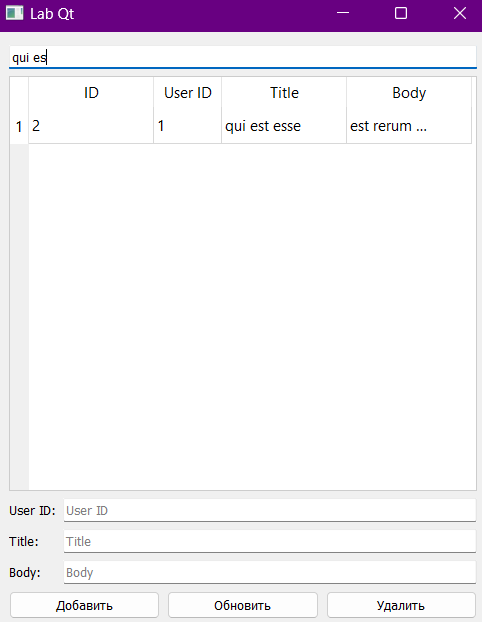 Lab Qt
qui es
ID User ID Title Body
1 2 1 qui est esse est rerum ...
User ID: User ID
Title: Title
Body: Body
Добавить Обновить Удалить